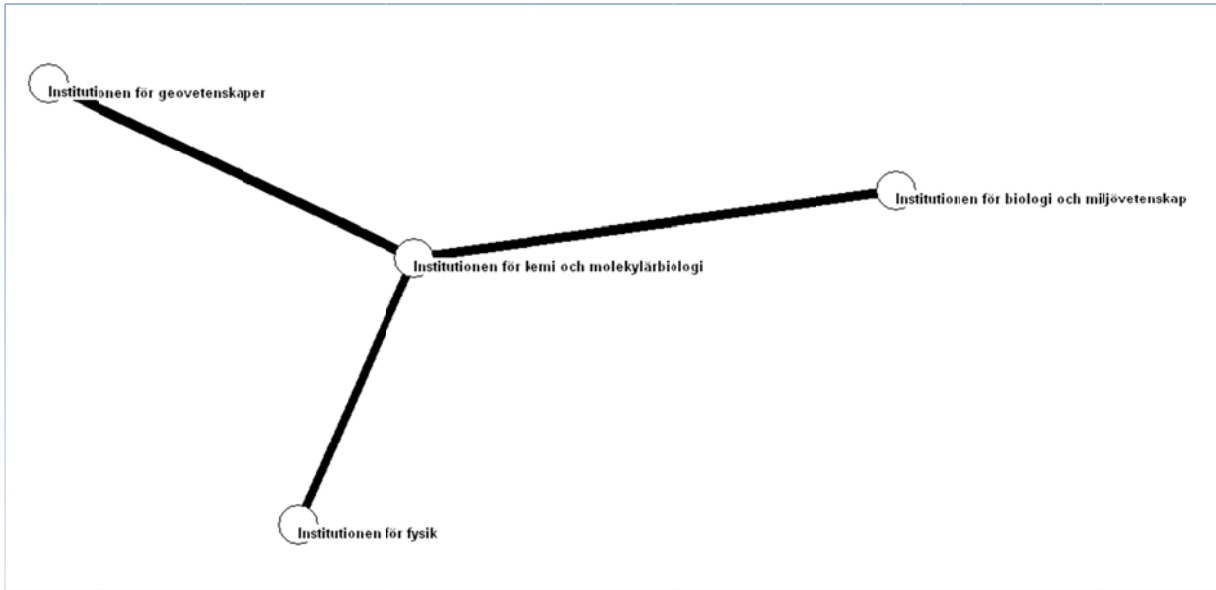 Institutionen för geovetenskaper
Institutionen för biologi och miljövetenskap
Institutionen för kemi och molekylärbiologi
Institutionen för fysik